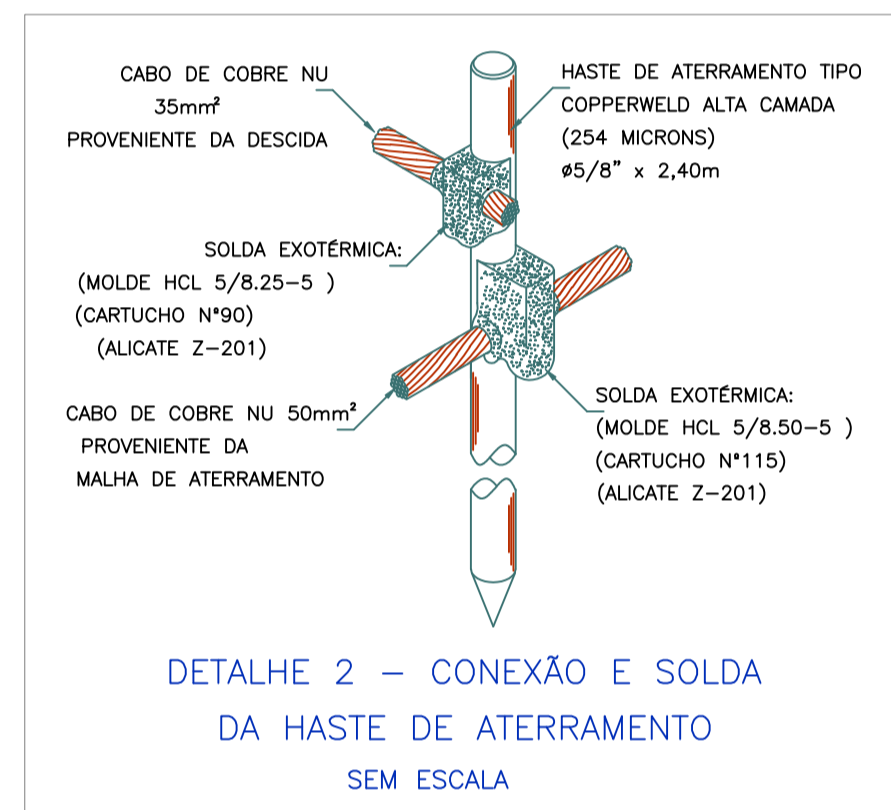 CABO DE COBRE NU
35mm²
PROVENIENTE DA DESCIDA
HASTE DE ATERRAMENTO TIPO
COPPERWELD ALTA CAMADA
(254 MICRONS)
ø5/8" x 2,40m
SOLDA EXOTÉRMICA:
(MOLDE HCL 5/8.25-5 )
(CARTUCHO N°90)
(ALICATE Z-201)
CABO DE COBRE NU 50mm²
PROVENIENTE DA
MALHA DE ATERRAMENTO
SOLDA EXOTÉRMICA:
(MOLDE HCL 5/8.50-5 )
(CARTUCHO N°115)
(ALICATE Z-201)
DETALHE 2 - CONEXÃO E SOLDA
DA HASTE DE ATERRAMENTO
SEM ESCALA